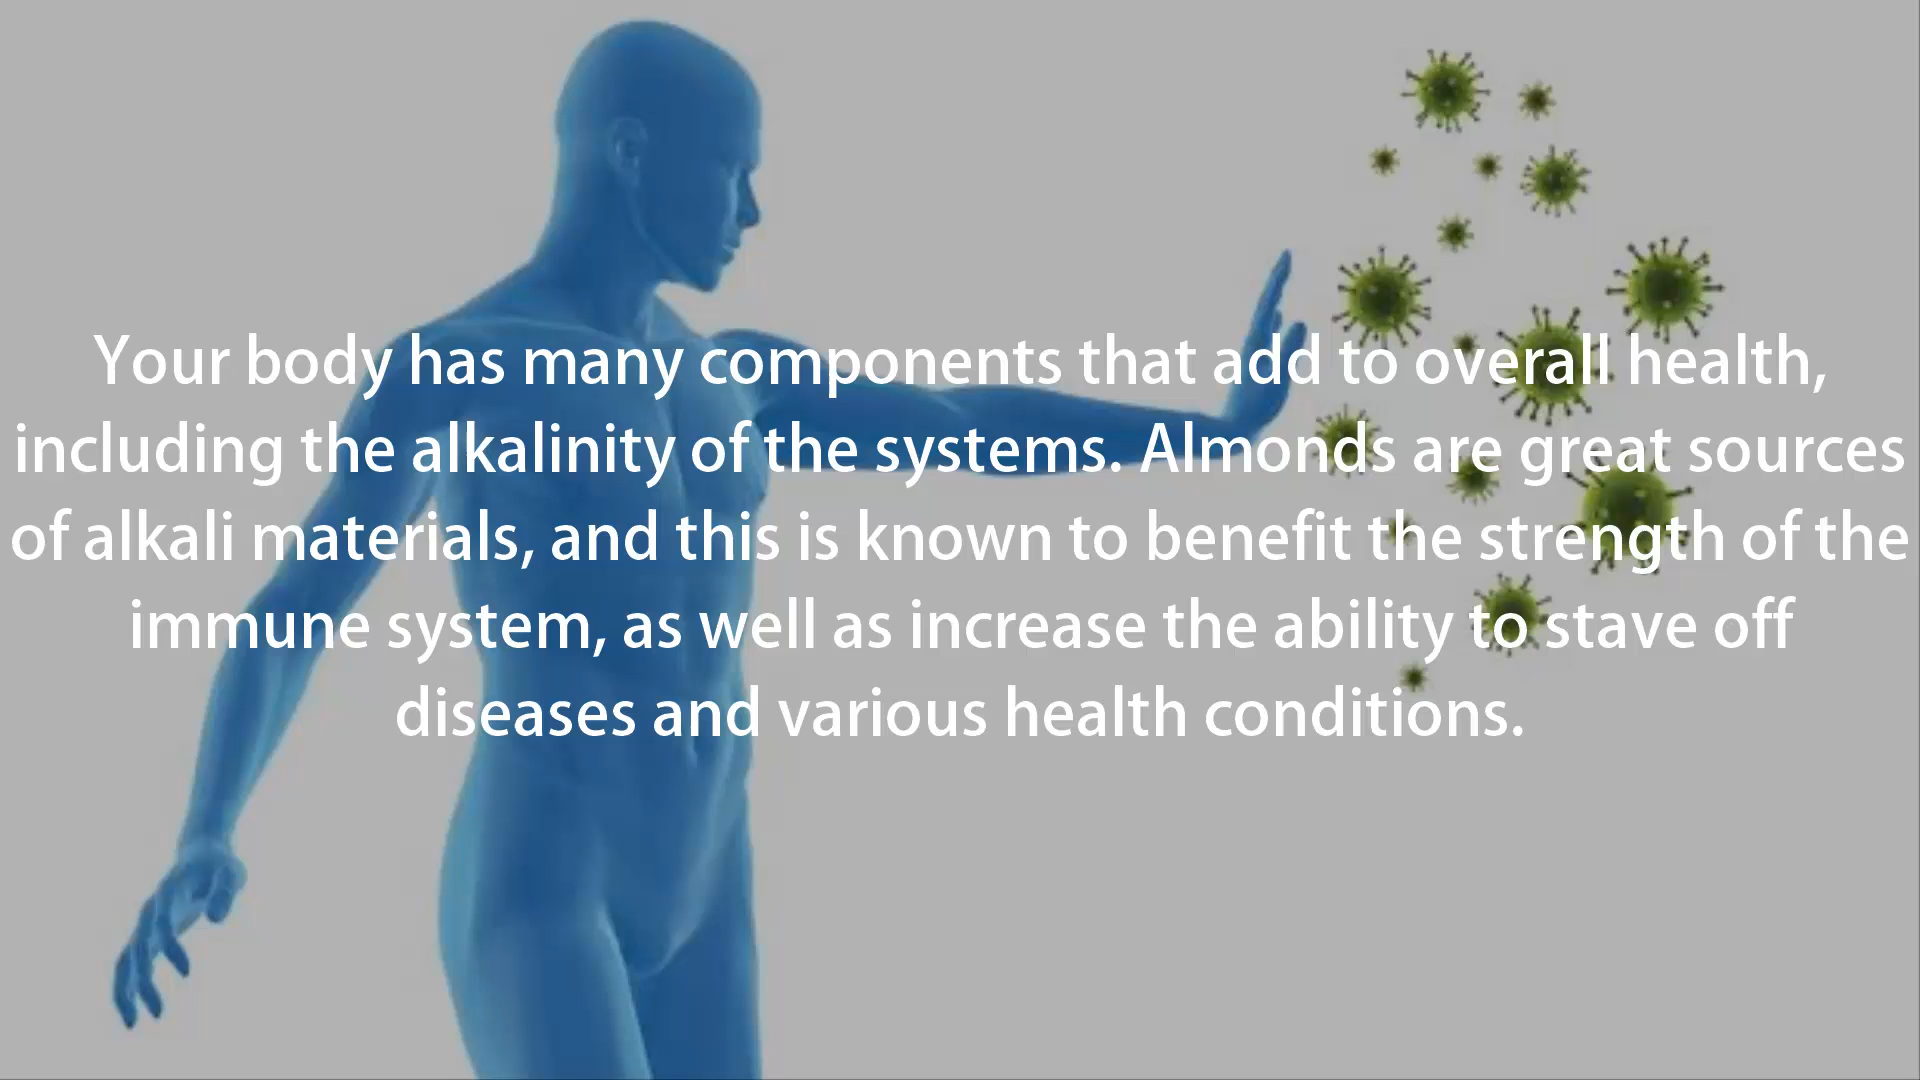 Your body has many components that add to overall health,
including the alkalinity of the systems. Almonds are great sources
of alkali materials, and this is known to benefit the strength of the
immune system, as well as increase the ability to stave off
diseases and various health conditions.